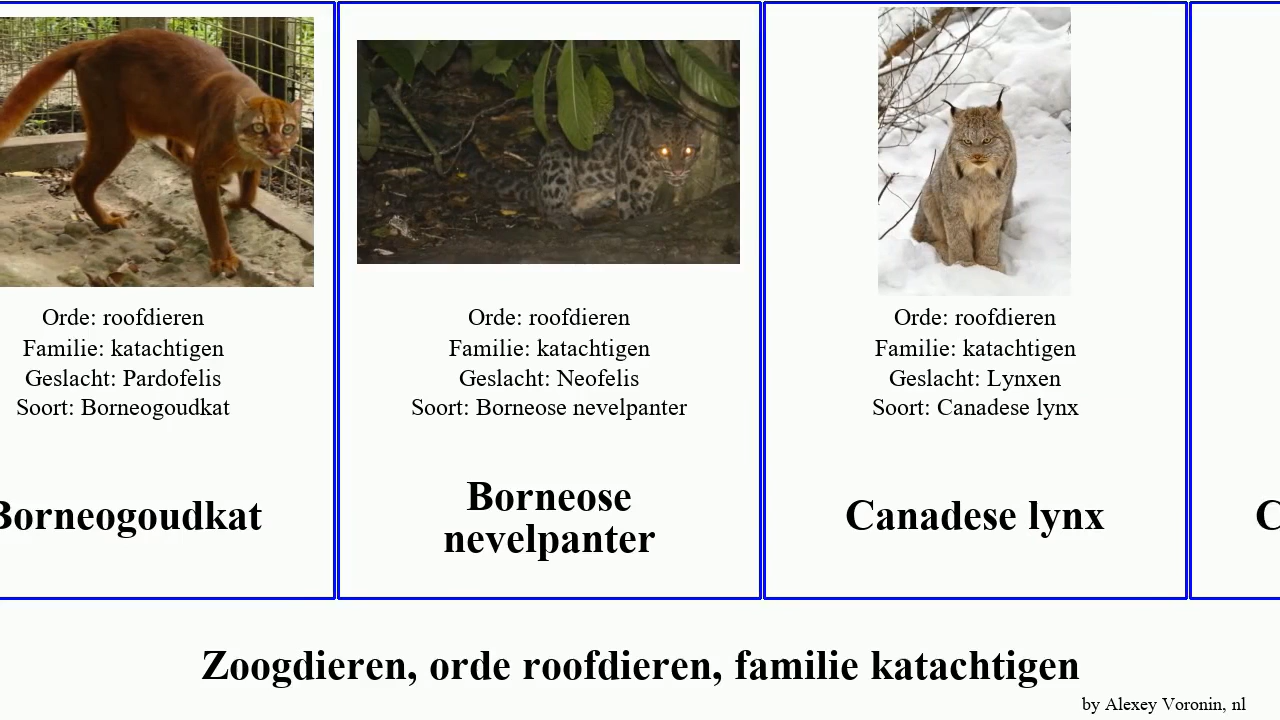 Orde: roofdieren
Familie: katachtigen
Geslacht: Pardofelis
Soort: Borneogoudkat
Borneogoudkat
Orde: roofdieren
Familie: katachtigen
Geslacht: Neofelis
Soort: Borneose nevelpanter
Borneose
nevelpanter
Orde: roofdieren
Familie: katachtigen
Geslacht: Lynxen
Soort: Canadese lynx
Canadese lynx
C
Zoogdieren, orde roofdieren, familie katachtigen
by Alexey Voronin, nl